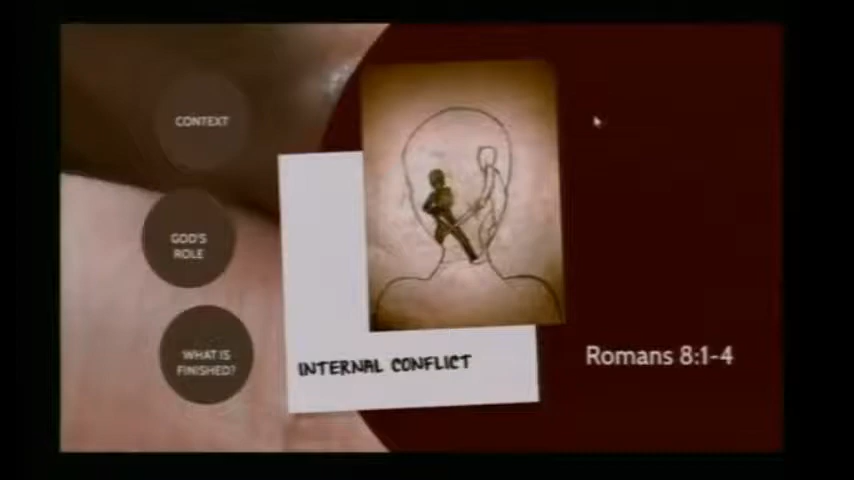 CONTEXT
GOD'S
ROLE
WHAT IS
FINISHED?
INTERNAL CONFLICT
Romans 8:1-4